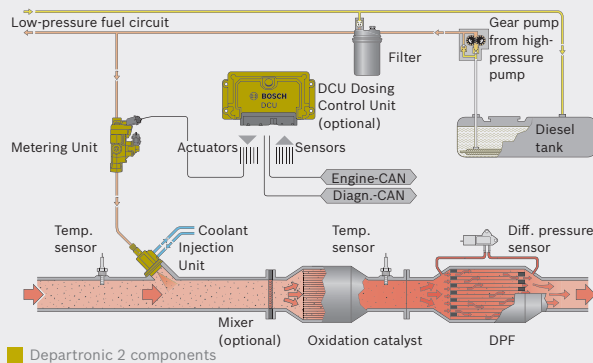 Low-pressure fuel circuit
Gear pump
from high-
pressure
pump
Filter
BOSCH
DCU
DCU Dosing
Control Unit
(optional)
Diesel
tank
Metering Unit
Actuators
Sensors
Engine-CAN
Diagn.-CAN
Temp.
sensor
Coolant
Injection
Unit
Temp.
sensor
Diff. pressure
sensor
Mixer
(optional)
Oxidation catalyst
DPF
Departronic 2 components